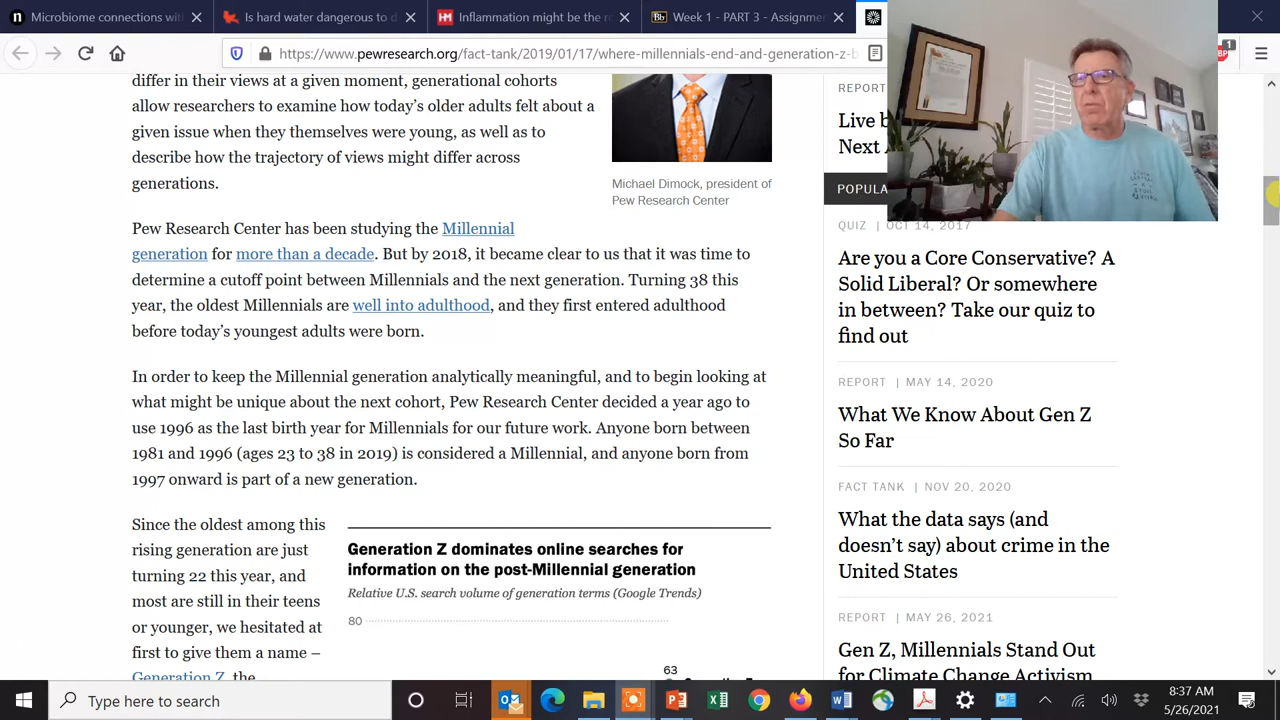 Microbiome connections wit
Is hard water dangerous to d
Inflammation might be the r
Week 1 - PART 3 - Assignme
https://www.pewresearch.org/fact-tank/2019/01/17/where-millennials-end-and-generation-z-b
differ in their views at a given moment, generational cohorts
allow researchers to examine how today's older adults felt about a
given issue when they themselves were young, as well as to
describe how the trajectory of views might differ across
generations.
Michael Dimock, president of
Pew Research Center
Pew Research Center has been studying the Millennial
generation for more than a decade. But by 2018, it became clear to us that it was time to
determine a cutoff point between Millennials and the next generation. Turning 38 this
year, the oldest Millennials are well into adulthood, and they first entered adulthood
before today's youngest adults were born.
In order to keep the Millennial generation analytically meaningful, and to begin looking at
what might be unique about the next cohort, Pew Research Center decided a year ago to
use 1996 as the last birth year for Millennials for our future work. Anyone born between
1981 and 1996 (ages 23 to 38 in 2019) is considered a Millennial, and anyone born from
1997 onward is part of a new generation.
Since the oldest among this
rising generation are just
turning 22 this year, and
most are still in their teens
or younger, we hesitated at
first to give them a name –
Generation Z, the
Generation Z dominates online searches for
information on the post-Millennial generation
Relative U.S. search volume of generation terms (Google Trends)
80
63
REPORT
Live b
Next
POPULA
QUIZ | OCT 14, 2017
Are you a Core Conservative? A
Solid Liberal? Or somewhere
in between? Take our quiz to
find out
REPORT | MAY 14, 2020
What We Know About Gen Z
So Far
FACT TANK | NOV 20, 2020
What the data says (and
doesn't say) about crime in the
United States
REPORT | MAY 26, 2021
Gen Z, Millennials Stand Out
for Climate Change Activism
Type here to search
8:37 AM
5/26/2021